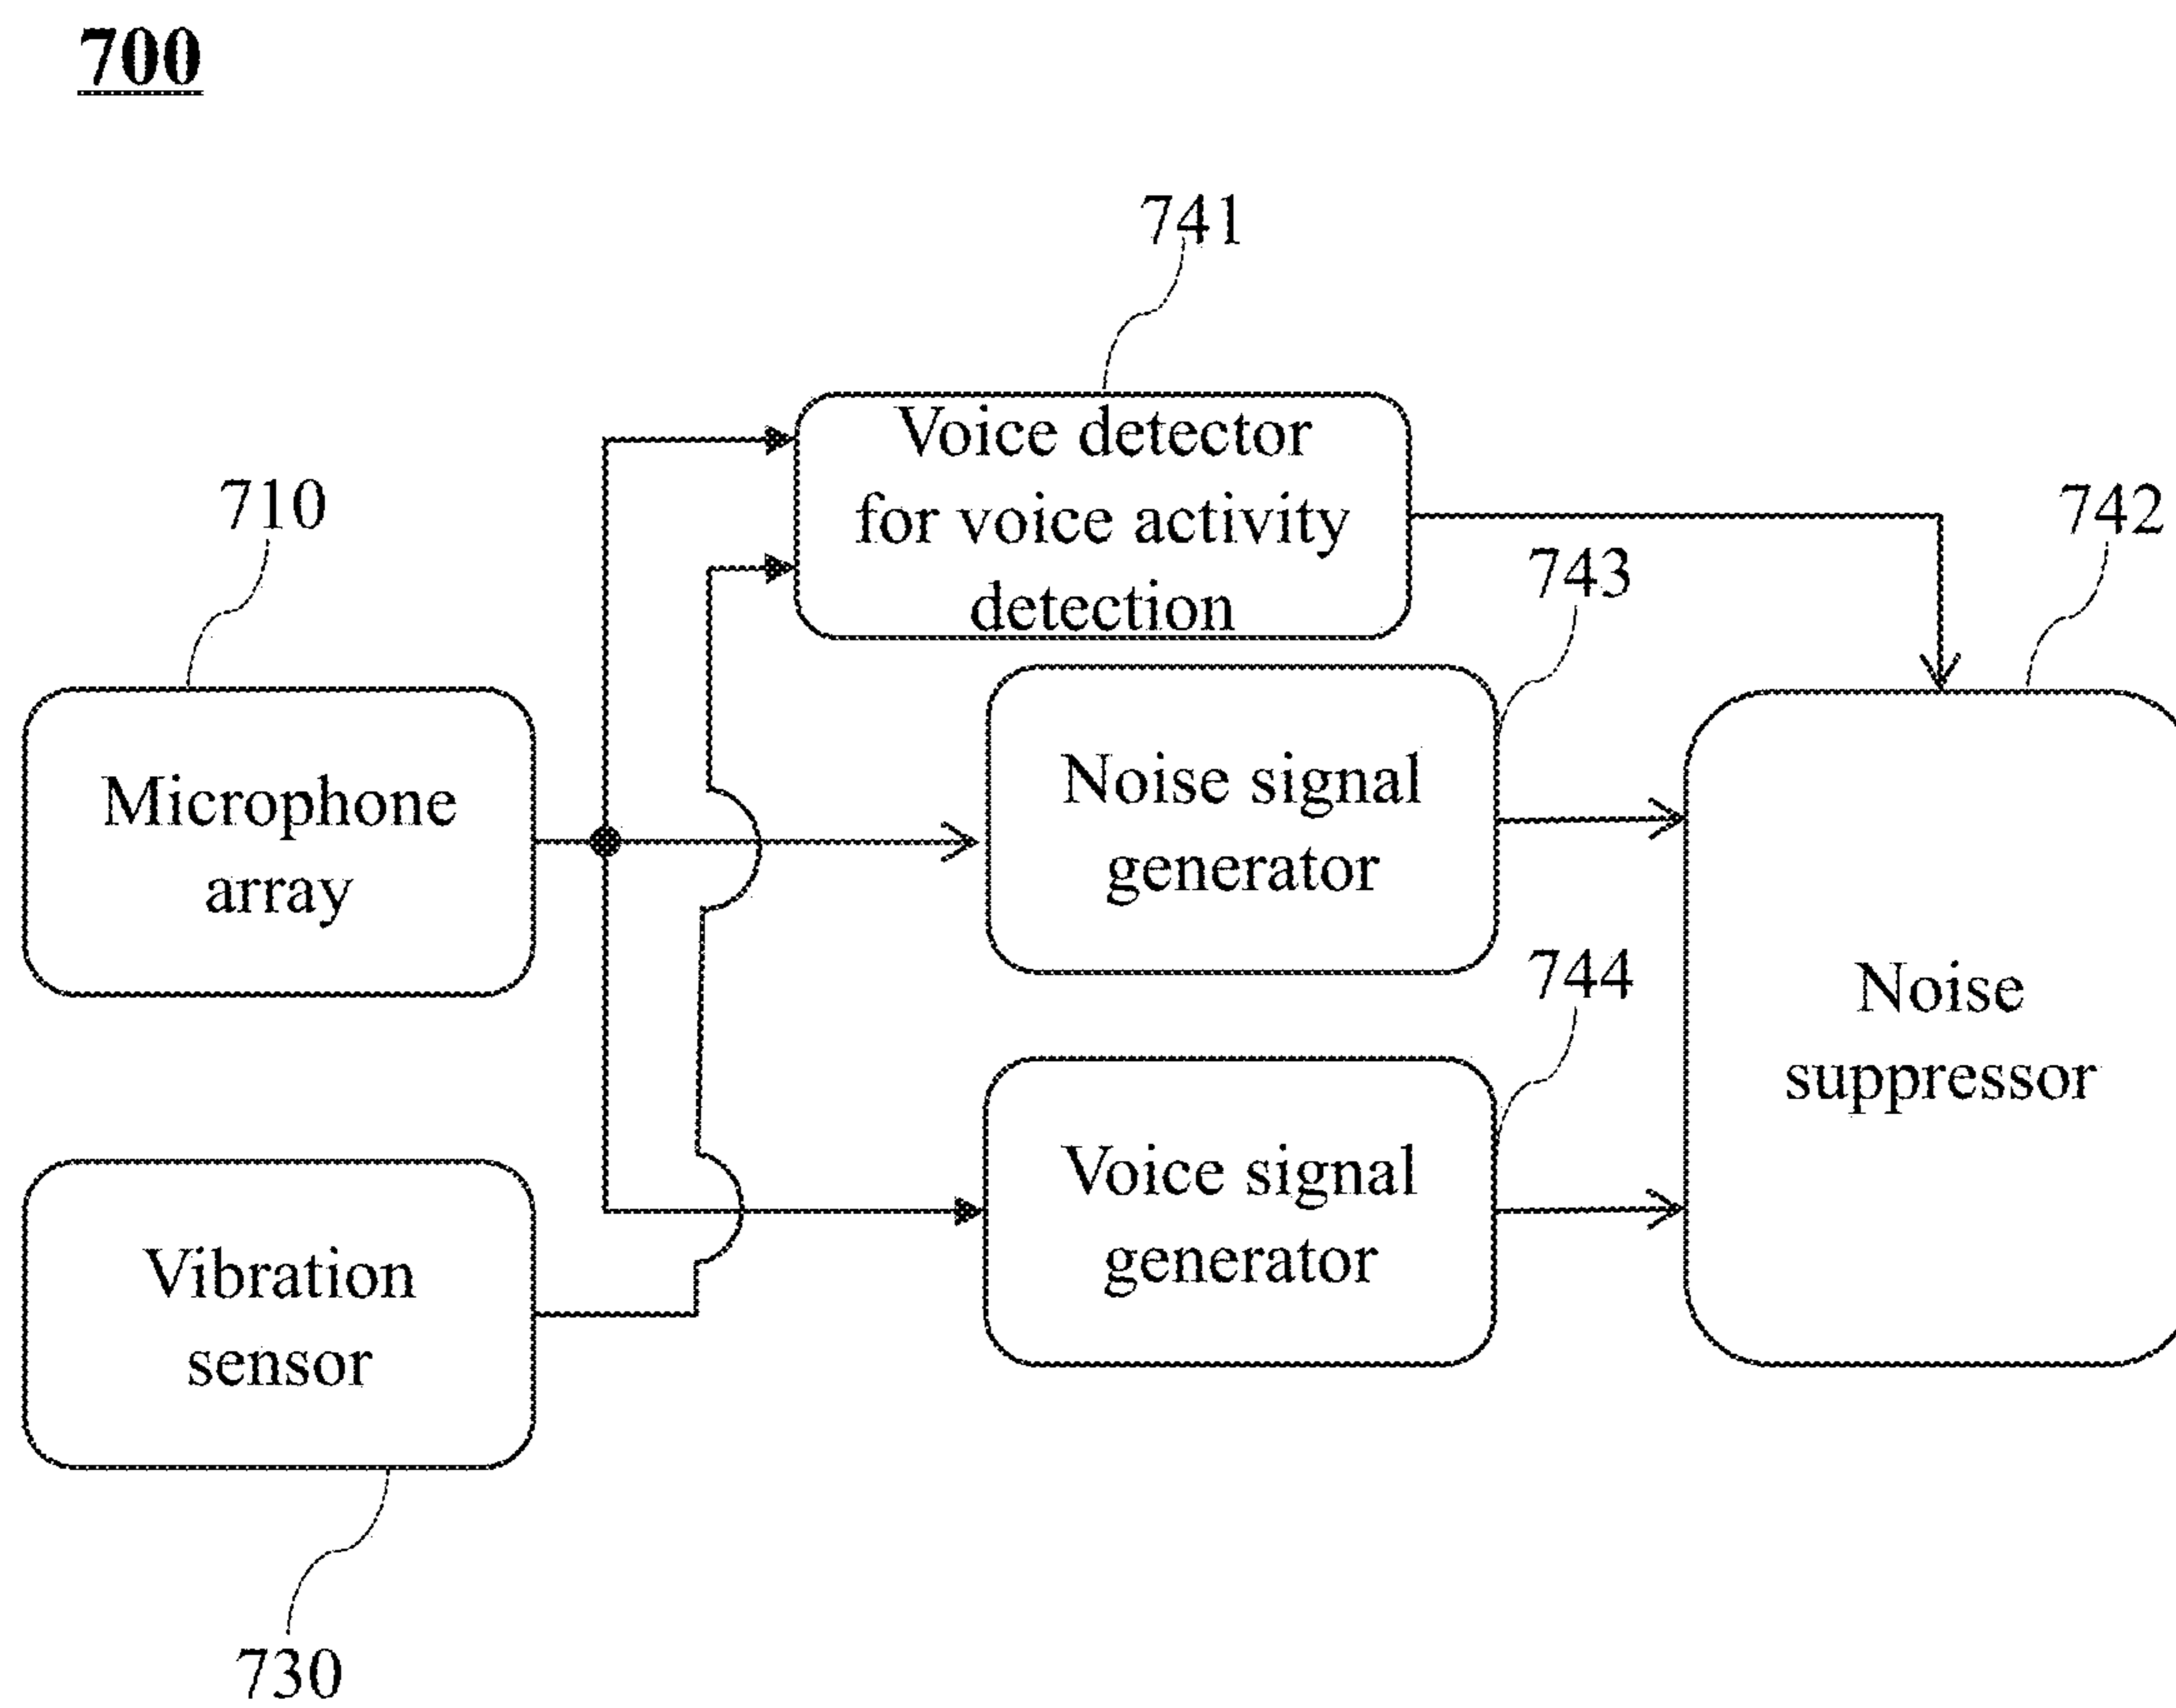 700
741
Voice detector
for voice activity
detection
710
742
743
Microphone
array
Noise signal
generator
744
Noise
suppressor
Voice signal
generator
Vibration
sensor
730